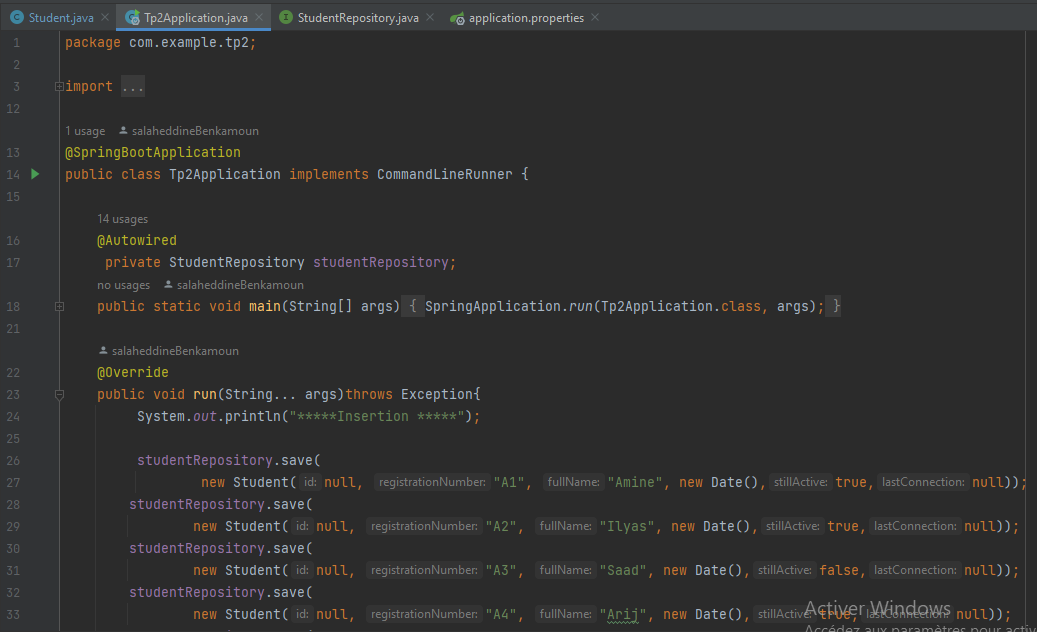 Student.java Tp2Application.java StudentRepository.java application.properties
1 package com.example.tp2;
2
3 import ...
12
1 usage salaheddineBenkamoun
13 @SpringBootApplication
14 public class Tp2Application implements CommandLineRunner {
15
14 usages
16 @Autowired
17 private StudentRepository studentRepository;
no usages salaheddineBenkamoun
18 public static void main(String[] args) { SpringApplication.run(Tp2Application.class, args); }
21
salaheddineBenkamoun
22 @Override
23 public void run(String... args)throws Exception{
24 System.out.println("*****Insertion *****");
25
26 studentRepository.save(
27 new Student( id: null, registrationNumber: "A1", fullName: "Amine", new Date(), stillActive: true, lastConnection: null));
28 studentRepository.save(
29 new Student( id: null, registrationNumber: "A2", fullName: "Ilyas", new Date(), stillActive: true, lastConnection: null));
30 studentRepository.save(
31 new Student( id: null, registrationNumber: "A3", fullName: "Saad", new Date(), stillActive: false, lastConnection: null));
32 studentRepository.save(
33 new Student( id: null, registrationNumber: "A4", fullName: "Arij", new Date(), stillActive: true, lastConnection: null));
Activer Windows
Accédez aux paramètres pour activ